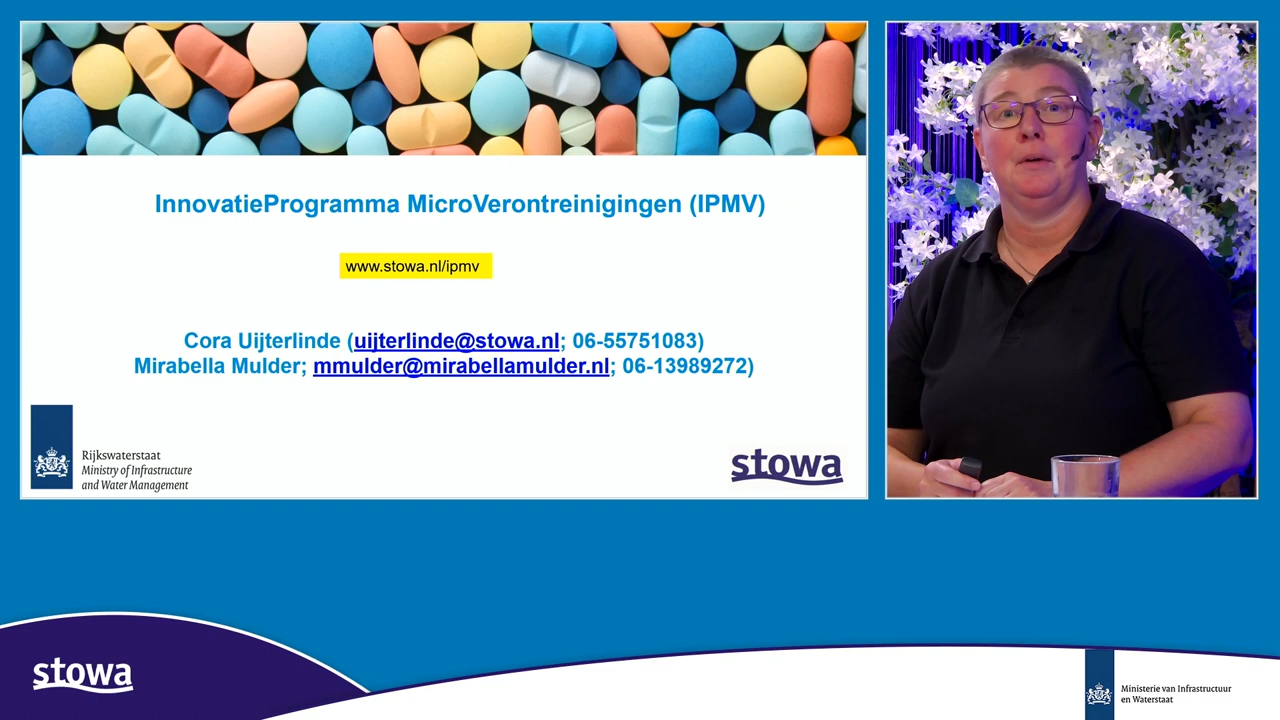 InnovatieProgramma MicroVerontreinigingen (IPMV)
www.stowa.nl/ipmv
Cora Uijterlinde (uijterlinde@stowa.nl; 06-55751083)
Mirabella Mulder; mmulder@mirabellamulder.nl; 06-13989272)
Rijkswaterstaat
Ministry of Infrastructure
and Water Management
stowa
stowa
Ministerie van Infrastructuur
en Waterstaat